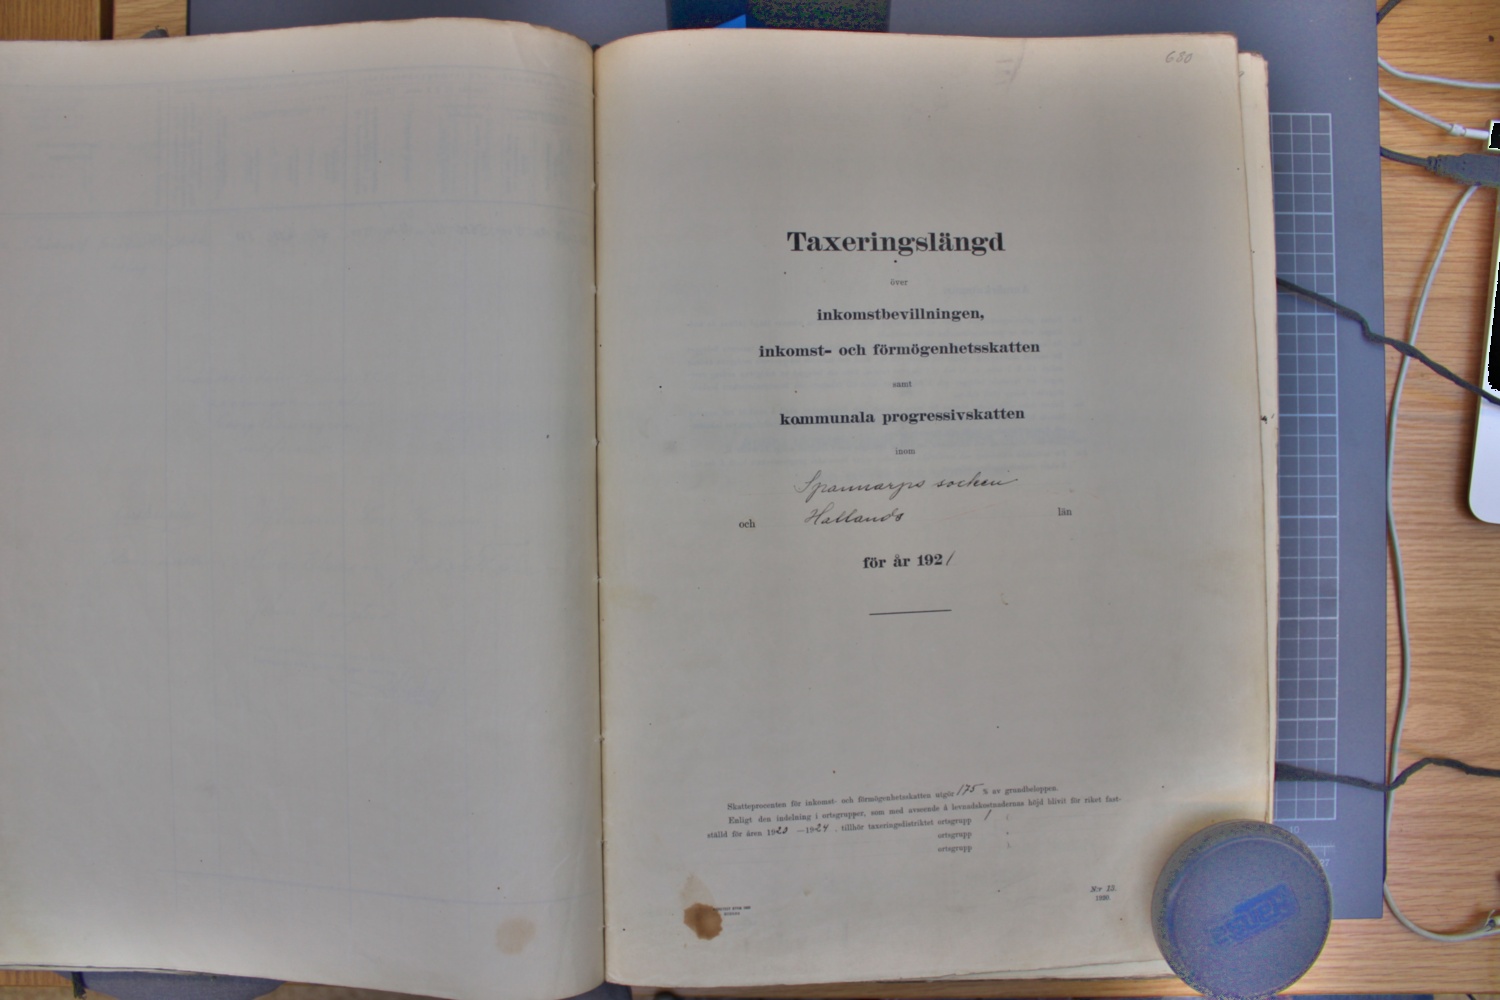 680
Taxeringslängd
över
inkomstbevillningen,
inkomst- och förmögenhetsskatten
samt
kommunala progressivskatten
inom
Spannarps socken
och Hallands län
för år 1921
Skatteprocenten för inkomst- och förmögenhetsskatten utgör 175 % av grundbeloppen.
Enligt den indelning i ortsgrupper, som med avseende å levnadskostnadernas höjd blivit för riket fast-
ställd för åren 1920—1924, tillhör taxeringsdistriktet ortsgrupp 1
ortsgrupp
ortsgrupp
N:r 33.
1920.